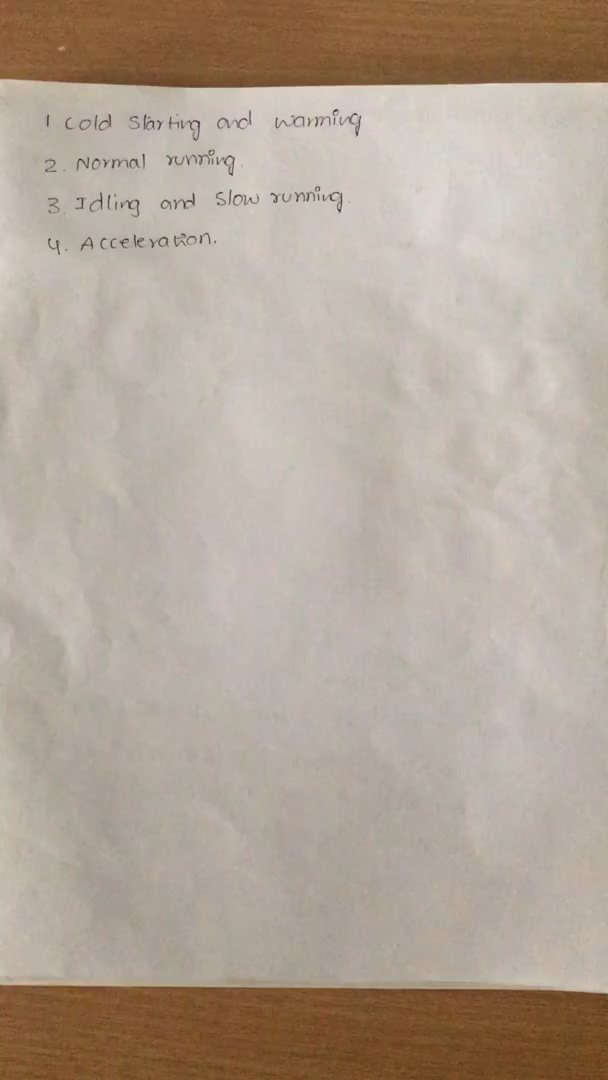 1 Cold Starting and warming
2. Normal running.
3. Idling and Slow running.
4. Acceleration.